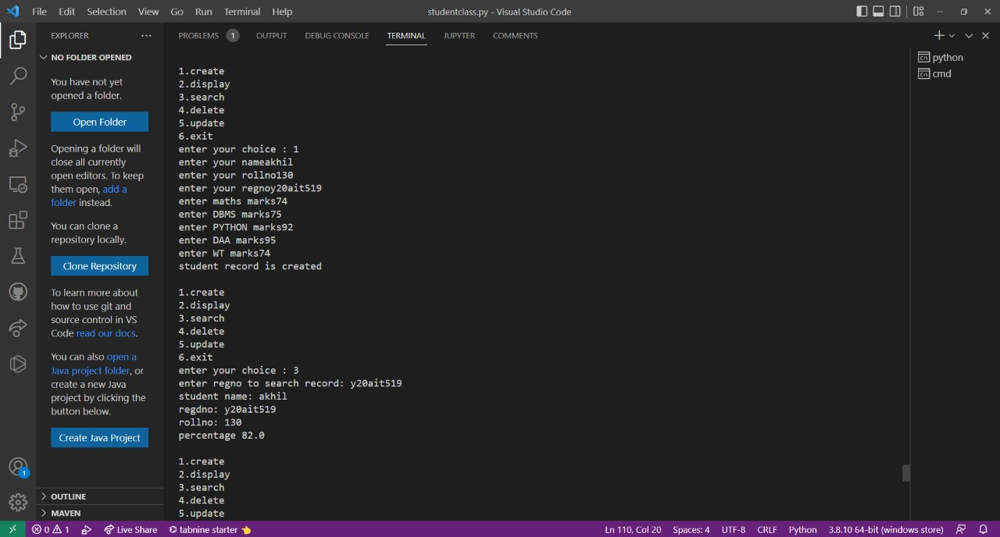 File Edit Selection View Go Run Terminal Help studentclass.py - Visual Studio Code
EXPLORER
NO FOLDER OPENED
You have not yet
opened a folder.
Open Folder
Opening a folder will
close all currently
open editors. To keep
them open, add a
folder instead.
You can clone a
repository locally.
Clone Repository
To learn more about
how to use git and
source control in VS
Code read our docs.
You can also open a
Java project folder, or
create a new Java
project by clicking the
button below.
Create Java Project
OUTLINE
MAVEN
1
PROBLEMS 1 OUTPUT DEBUG CONSOLE TERMINAL JUPYTER COMMENTS
1.create
2.display
3.search
4.delete
5.update
6.exit
enter your choice : 1
enter your nameakhil
enter your rollno130
enter your regnoy20ait519
enter maths marks74
enter DBMS marks75
enter PYTHON marks92
enter DAA marks95
enter WT marks74
student record is created
1.create
2.display
3.search
4.delete
5.update
6.exit
enter your choice : 3
enter regno to search record: y20ait519
student name: akhil
regdno: y20ait519
rollno: 130
percentage 82.0
1.create
2.display
3.search
4.delete
5.update
python
cmd
0 1 Live Share tabnine starter 👈 Ln 110, Col 20 Spaces: 4 UTF-8 CRLF Python 3.8.10 64-bit (windows store)